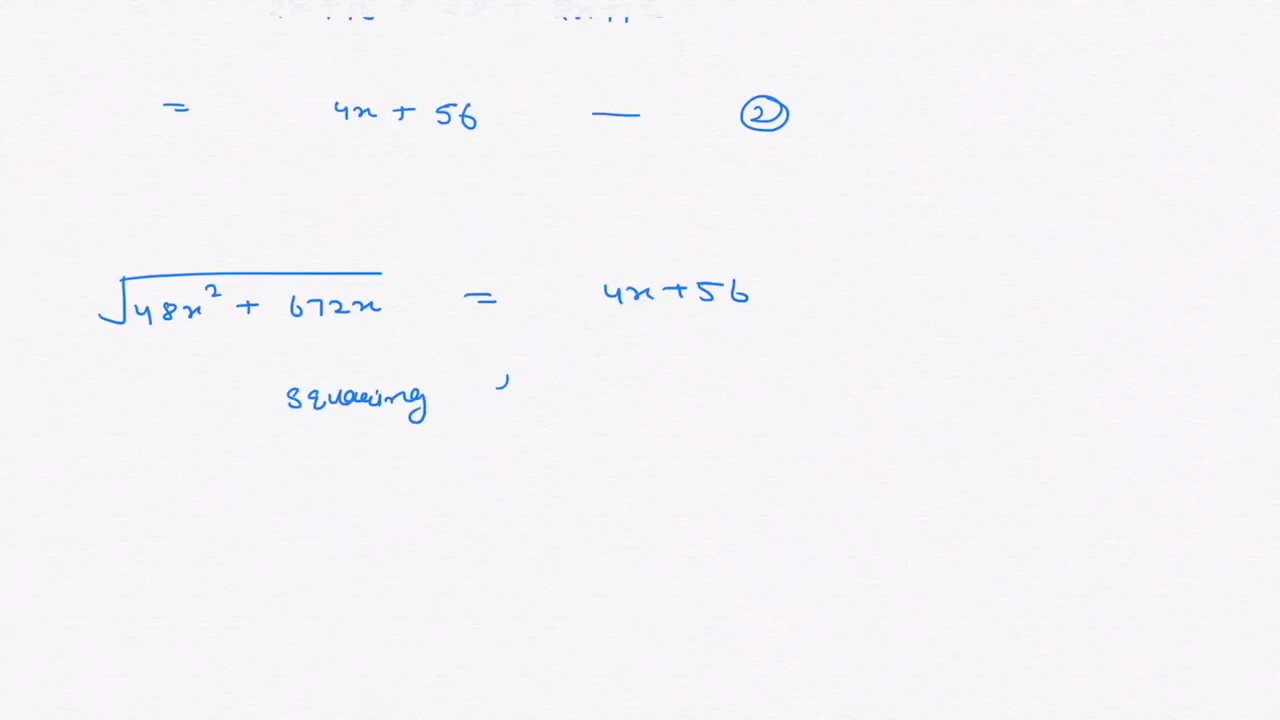 = 4x + 56 — ②
√48x² + 672x = 4x + 56
squaring